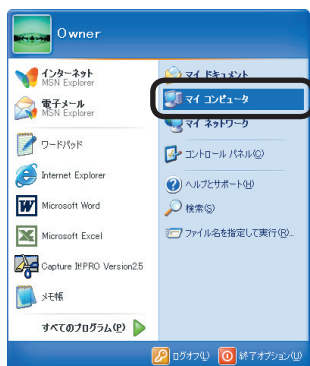 Owner
インターネット
MSN Explorer
電子メール
MSN Explorer
ワードパッド
Internet Explorer
Microsoft Word
Microsoft Excel
Capture It!PRO Version2.5
メモ帳
すべてのプログラム(P)
マイ ドキュメント
マイ コンピュータ
マイ ネットワーク
コントロール パネル(C)
ヘルプとサポート(H)
検索(S)
ファイル名を指定して実行(R)...
ログオフ(L)
終了オプション(U)